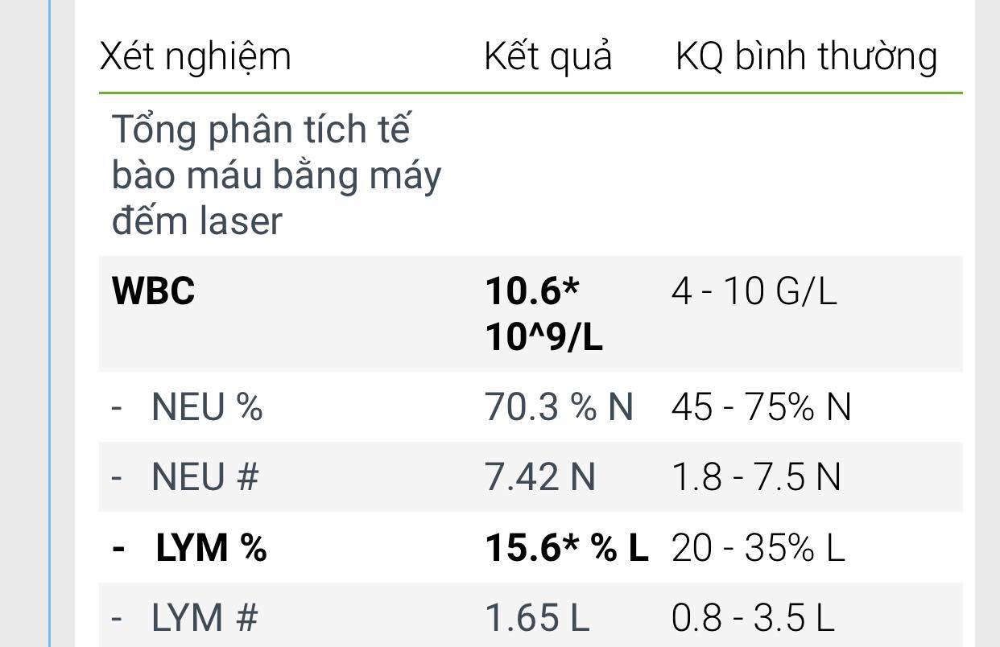 Xét nghiệm Kết quả KQ bình thường
Tổng phân tích tế
bào máu bằng máy
đếm laser
WBC 10.6* 4 - 10 G/L
10^9/L
- NEU % 70.3 % N 45 - 75% N
- NEU # 7.42 N 1.8 - 7.5 N
- LYM % 15.6* % L 20 - 35% L
- LYM # 1.65 L 0.8 - 3.5 L